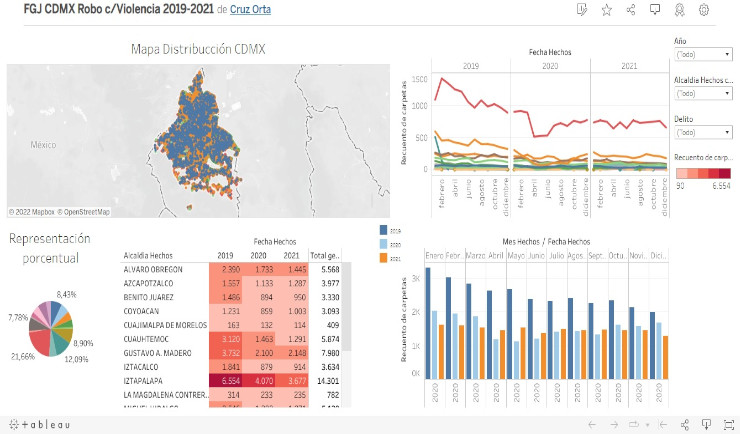 FGJ CDMX Robo c/Violencia 2019-2021 de Cruz Orta
Mapa Distribución CDMX
México
© 2022 Mapbox © OpenStreetMap
Fecha Hechos
2019 2020 2021
Recuento de carpetas
1500
1000
500
0
febrero abril junio agosto octubre diciembre febrero abril junio agosto octubre diciembre febrero abril junio agosto octubre diciembre
Año
(Todo)
Alcaldia Hechos c...
(Todo)
Delito
(Todo)
Recuento de carp...
90 6.554
Representación
porcentual
8,43%
7,78%
8,90%
21,66%
12,09%
Fecha Hechos
Alcaldia Hechos 2019 2020 2021 Total ge..
ALVARO OBREGON 2.390 1.733 1.445 5.568
AZCAPOTZALCO 1.557 1.133 1.287 3.977
BENITO JUAREZ 1.486 894 950 3.330
COYOACAN 1.231 859 1.003 3.093
CUAJIMALPA DE MORELOS 163 132 114 409
CUAUHTEMOC 3.120 1.463 1.291 5.874
GUSTAVO A. MADERO 3.732 2.100 2.148 7.980
IZTACALCO 1.841 879 914 3.634
IZTAPALAPA 6.554 4.070 3.677 14.301
LA MAGDALENA CONTRER.. 314 233 235 782
2019
2020
2021
Mes Hechos / Fecha Hechos
Enero Febr.. Marzo Abril Mayo Junio Julio Agos.. Sept.. Octu.. Novi.. Dici..
Recuento de carpetas
3K
2K
1K
0K
2020 2020 2020 2020 2020 2020 2020 2020 2020 2020 2020 2020
+ableau